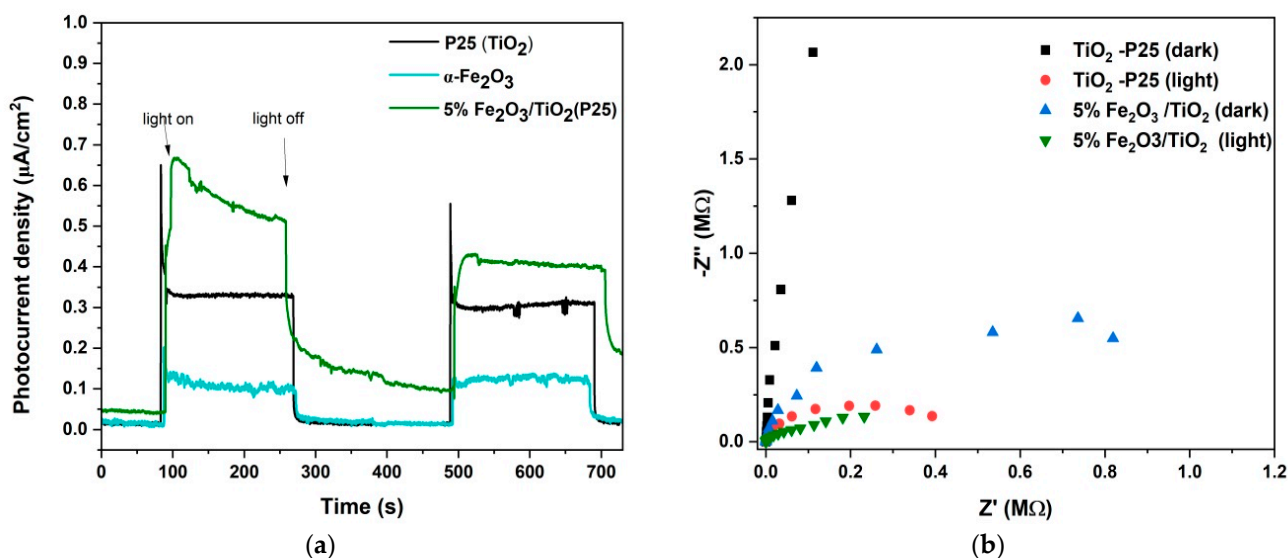 1.0
0.9
0.8
0.7
0.6
0.5
0.4
0.3
0.2
0.1
0.0
Photocurrent density (µA/cm²)
P25 (TiO₂)
α-Fe₂O₃
5% Fe₂O₃/TiO₂(P25)
light on
light off
0 100 200 300 400 500 600 700
Time (s)
(a)
2.0
1.5
1.0
0.5
0.0
-Z'' (MΩ)
TiO₂ -P25 (dark)
TiO₂ -P25 (light)
5% Fe₂O₃ /TiO₂ (dark)
5% Fe₂O3/TiO₂ (light)
0.0 0.2 0.4 0.6 0.8 1.0 1.2
Z' (MΩ)
(b)